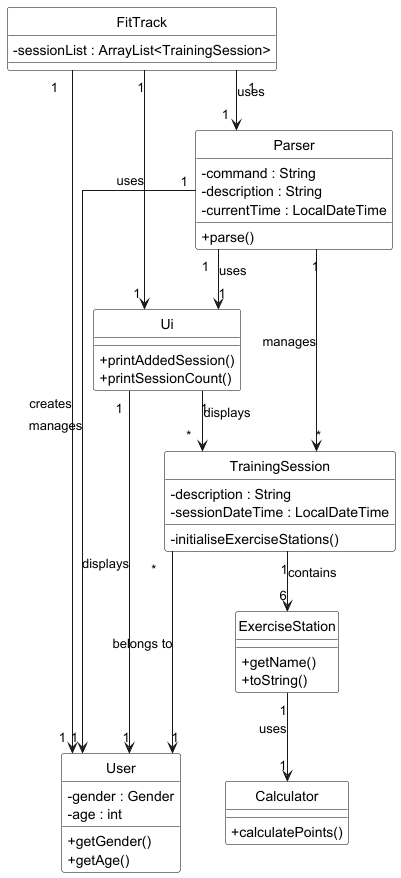 FitTrack
-sessionList : ArrayList<TrainingSession>
1
1
1
uses
1
Parser
-command : String
-description : String
-currentTime : LocalDateTime
+parse()
uses
1
1
uses
1
manages
1
1
Ui
+printAddedSession()
+printSessionCount()
creates
manages
1
1
displays
*
*
TrainingSession
-description : String
-sessionDateTime : LocalDateTime
-initialiseExerciseStations()
displays
*
1
contains
6
ExerciseStation
+getName()
+toString()
belongs to
1
uses
1
1
1
1
1
User
-gender : Gender
-age : int
+getGender()
+getAge()
Calculator
+calculatePoints()